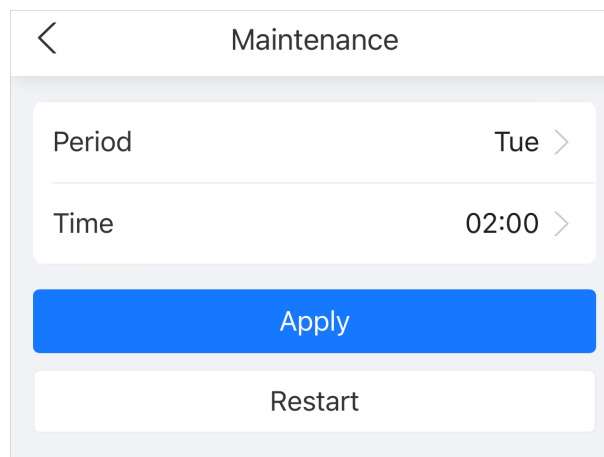 Maintenance
Period Tue
Time 02:00
Apply
Restart